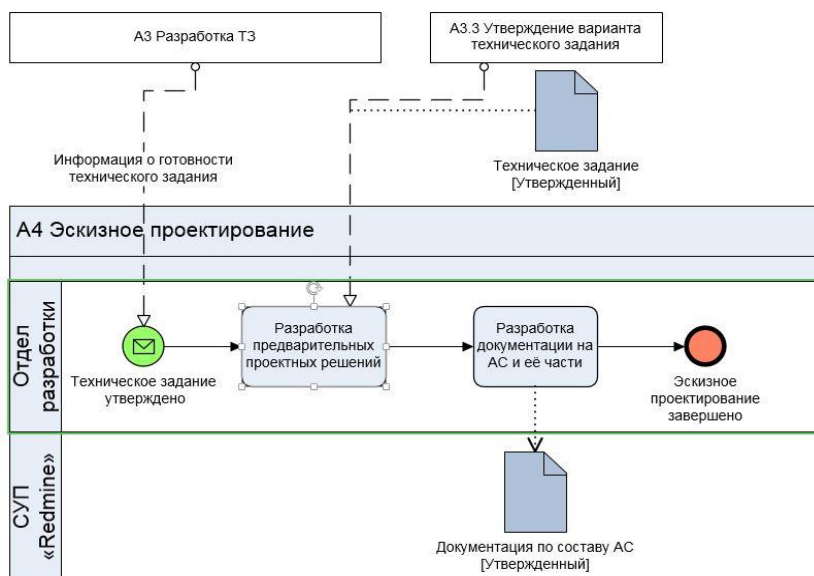 А3 Разработка ТЗ
А3.3 Утверждение варианта
технического задания
Информация о готовности
технического задания
Техническое задание
[Утвержденный]
А4 Эскизное проектирование
Отдел
разработки
Техническое задание
утверждено
Разработка
предварительных
проектных решений
Разработка
документации на
АС и её части
Эскизное
проектирование
завершено
СУП
«Redmine»
Документация по составу АС
[Утвержденный]